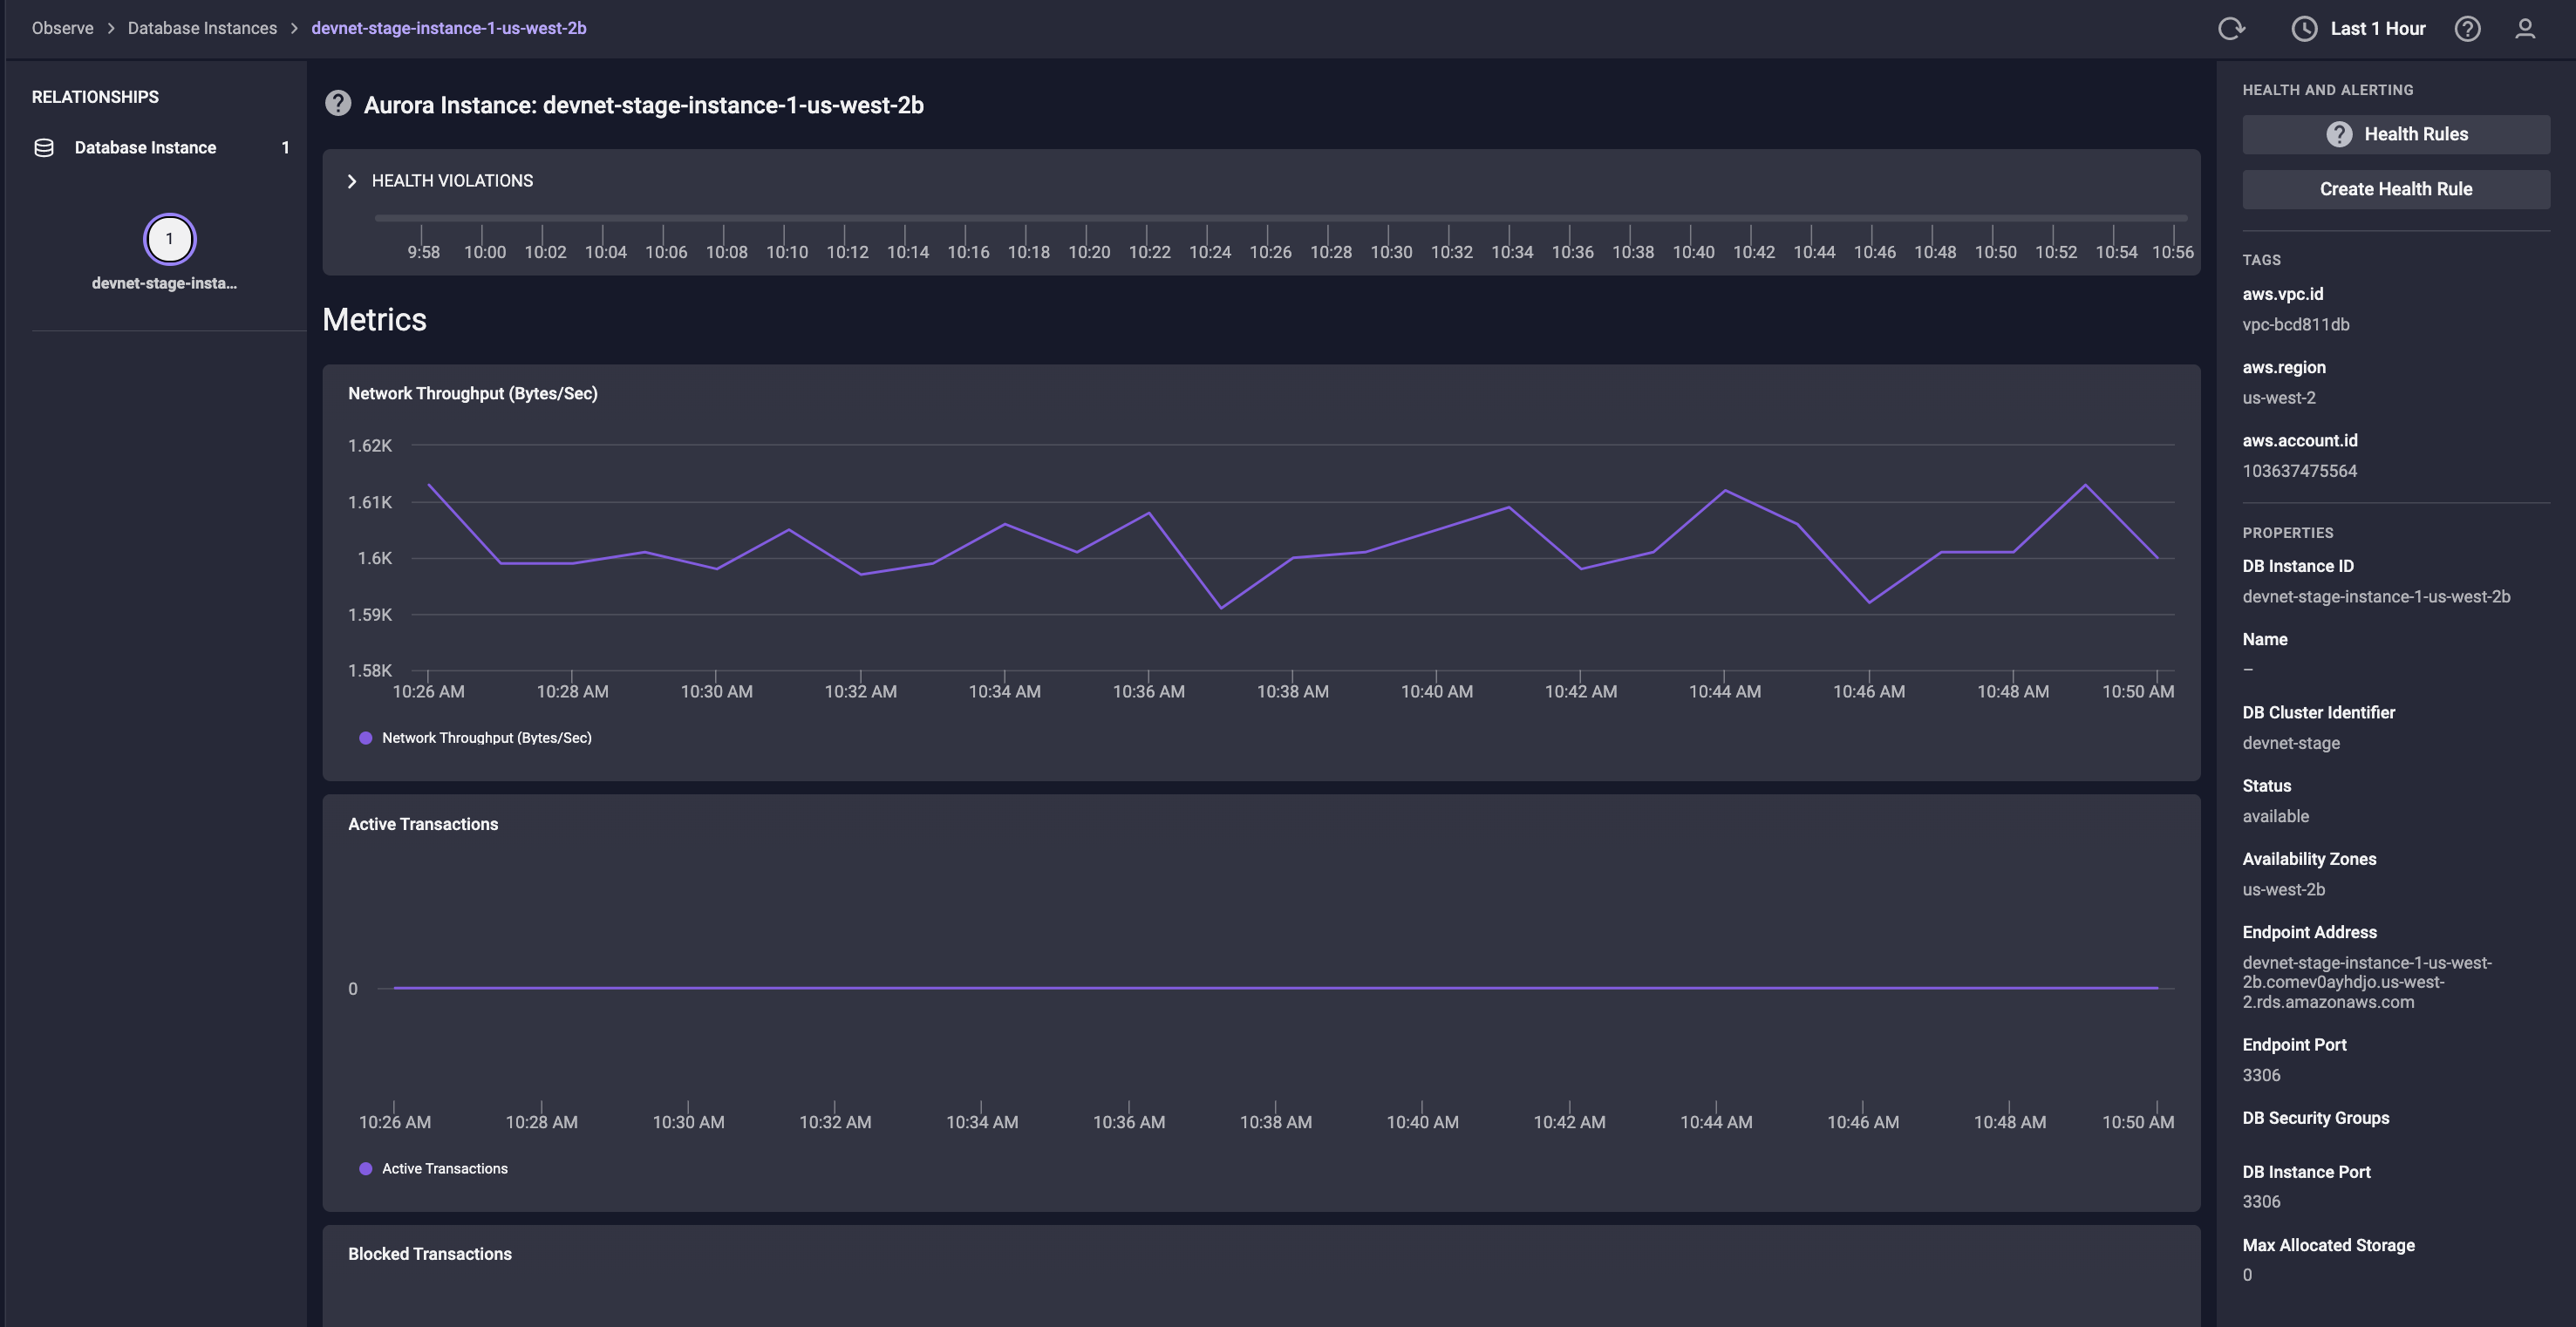 Observe > Database Instances > devnet-stage-instance-1-us-west-2b
Last 1 Hour
RELATIONSHIPS
Database Instance 1
1
devnet-stage-insta...
Aurora Instance: devnet-stage-instance-1-us-west-2b
HEALTH VIOLATIONS
9:58 10:00 10:02 10:04 10:06 10:08 10:10 10:12 10:14 10:16 10:18 10:20 10:22 10:24 10:26 10:28 10:30 10:32 10:34 10:36 10:38 10:40 10:42 10:44 10:46 10:48 10:50 10:52 10:54 10:56
Metrics
Network Throughput (Bytes/Sec)
1.62K
1.61K
1.6K
1.59K
1.58K
10:26 AM 10:28 AM 10:30 AM 10:32 AM 10:34 AM 10:36 AM 10:38 AM 10:40 AM 10:42 AM 10:44 AM 10:46 AM 10:48 AM 10:50 AM
Network Throughput (Bytes/Sec)
Active Transactions
0
10:26 AM 10:28 AM 10:30 AM 10:32 AM 10:34 AM 10:36 AM 10:38 AM 10:40 AM 10:42 AM 10:44 AM 10:46 AM 10:48 AM 10:50 AM
Active Transactions
Blocked Transactions
HEALTH AND ALERTING
Health Rules
Create Health Rule
TAGS
aws.vpc.id
vpc-bcd811db
aws.region
us-west-2
aws.account.id
103637475564
PROPERTIES
DB Instance ID
devnet-stage-instance-1-us-west-2b
Name
–
DB Cluster Identifier
devnet-stage
Status
available
Availability Zones
us-west-2b
Endpoint Address
devnet-stage-instance-1-us-west-
2b.comev0ayhdjo.us-west-
2.rds.amazonaws.com
Endpoint Port
3306
DB Security Groups
DB Instance Port
3306
Max Allocated Storage
0